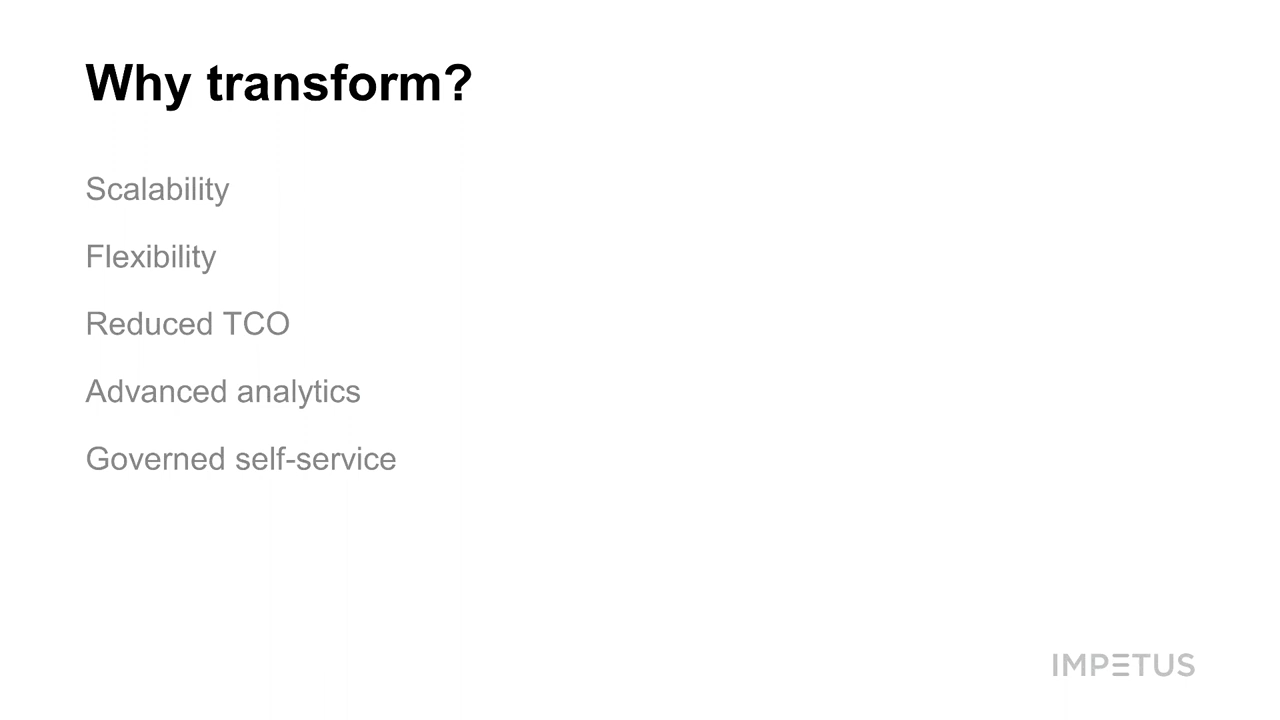 Why transform?
Scalability
Flexibility
Reduced TCO
Advanced analytics
Governed self-service
IMPETUS